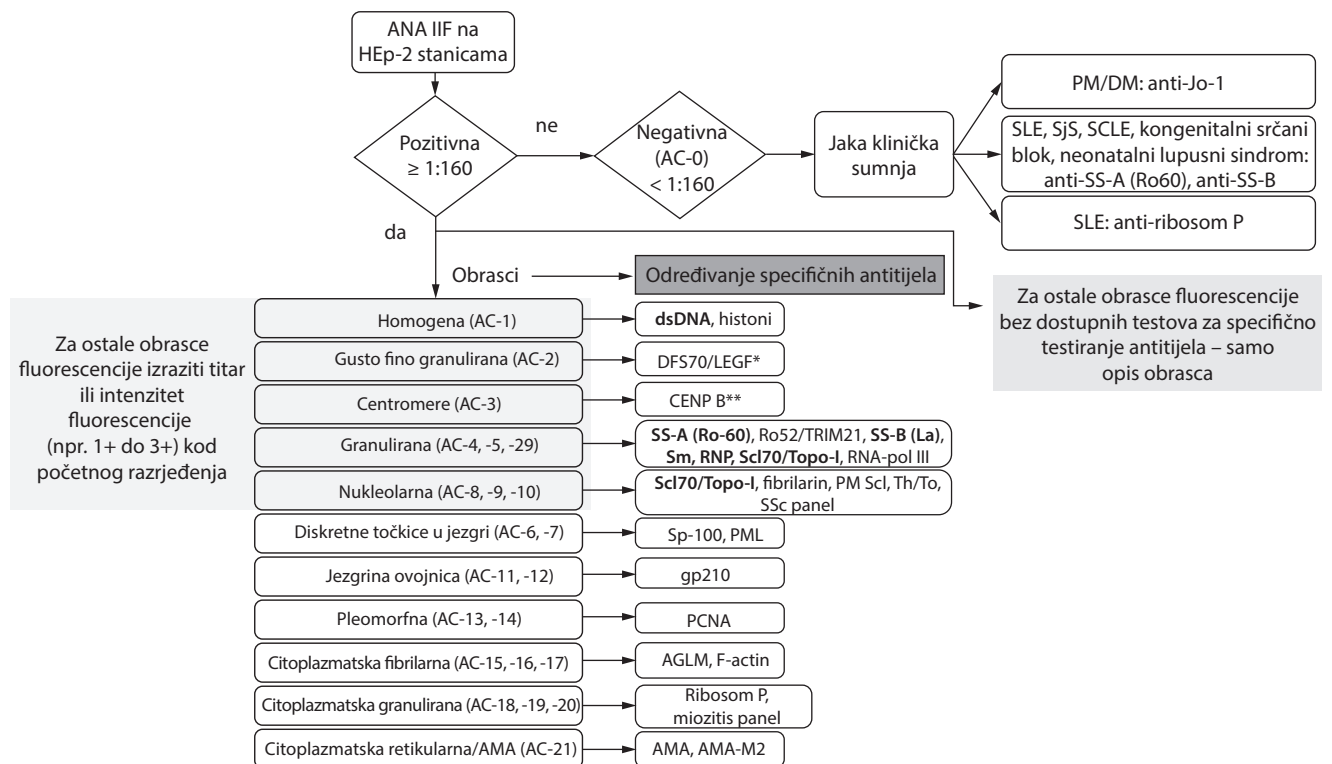 ANA IIF na
HEp-2 stanicama
Pozitivna
≥ 1:160
ne
Negativna
(AC-0)
< 1:160
Jaka klinička
sumnja
PM/DM: anti-Jo-1
SLE, SjS, SCLE, kongenitalni srčani
blok, neonatalni lupusni sindrom:
anti-SS-A (Ro60), anti-SS-B
SLE: anti-ribosom P
da
Obrasci
Određivanje specifičnih antitijela
Za ostale obrasce fluorescencije
bez dostupnih testova za specifično
testiranje antitijela – samo
opis obrasca
Za ostale obrasce
fluorescencije izraziti titar
ili intenzitet
fluorescencije
(npr. 1+ do 3+) kod
početnog razrjeđenja
Homogena (AC-1)
dsDNA, histoni
Gusto fino granulirana (AC-2)
DFS70/LEGF*
Centromere (AC-3)
CENP B**
Granulirana (AC-4, -5, -29)
SS-A (Ro-60), Ro52/TRIM21, SS-B (La),
Sm, RNP, Scl70/Topo-I, RNA-pol III
Nukleolarna (AC-8, -9, -10)
Scl70/Topo-I, fibrilarin, PM Scl, Th/To,
SSc panel
Diskretne točkice u jezgri (AC-6, -7)
Sp-100, PML
Jezgrina ovojnica (AC-11, -12)
gp210
Pleomorfna (AC-13, -14)
PCNA
Citoplazmatska fibrilarna (AC-15, -16, -17)
AGLM, F-actin
Citoplazmatska granulirana (AC-18, -19, -20)
Ribosom P,
miozitis panel
Citoplazmatska retikularna/AMA (AC-21)
AMA, AMA-M2